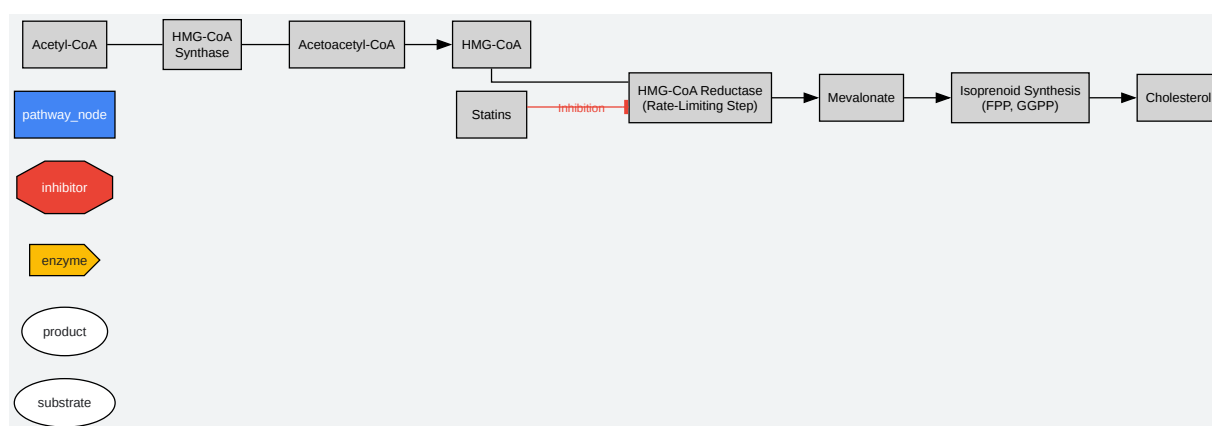 Acetyl-CoA
HMG-CoA
Synthase
Acetoacetyl-CoA
HMG-CoA
pathway_node
Statins
Inhibition
HMG-CoA Reductase
(Rate-Limiting Step)
Mevalonate
Isoprenoid Synthesis
(FPP, GGPP)
Cholesterol
inhibitor
enzyme
product
substrate